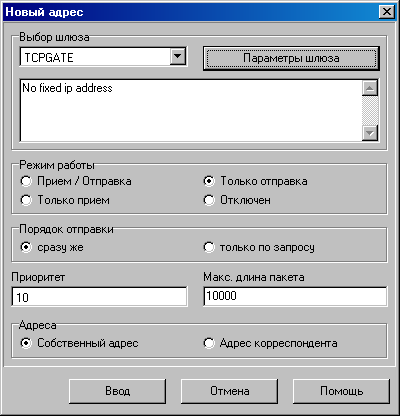 Новый адрес
Выбор шлюза
TCPGATE
Параметры шлюза
No fixed ip address
Режим работы
Прием / Отправка
Только отправка
Только прием
Отключен
Порядок отправки
сразу же
только по запросу
Приоритет
Макс. длина пакета
10
10000
Адреса
Собственный адрес
Адрес корреспондента
Ввод
Отмена
Помощь